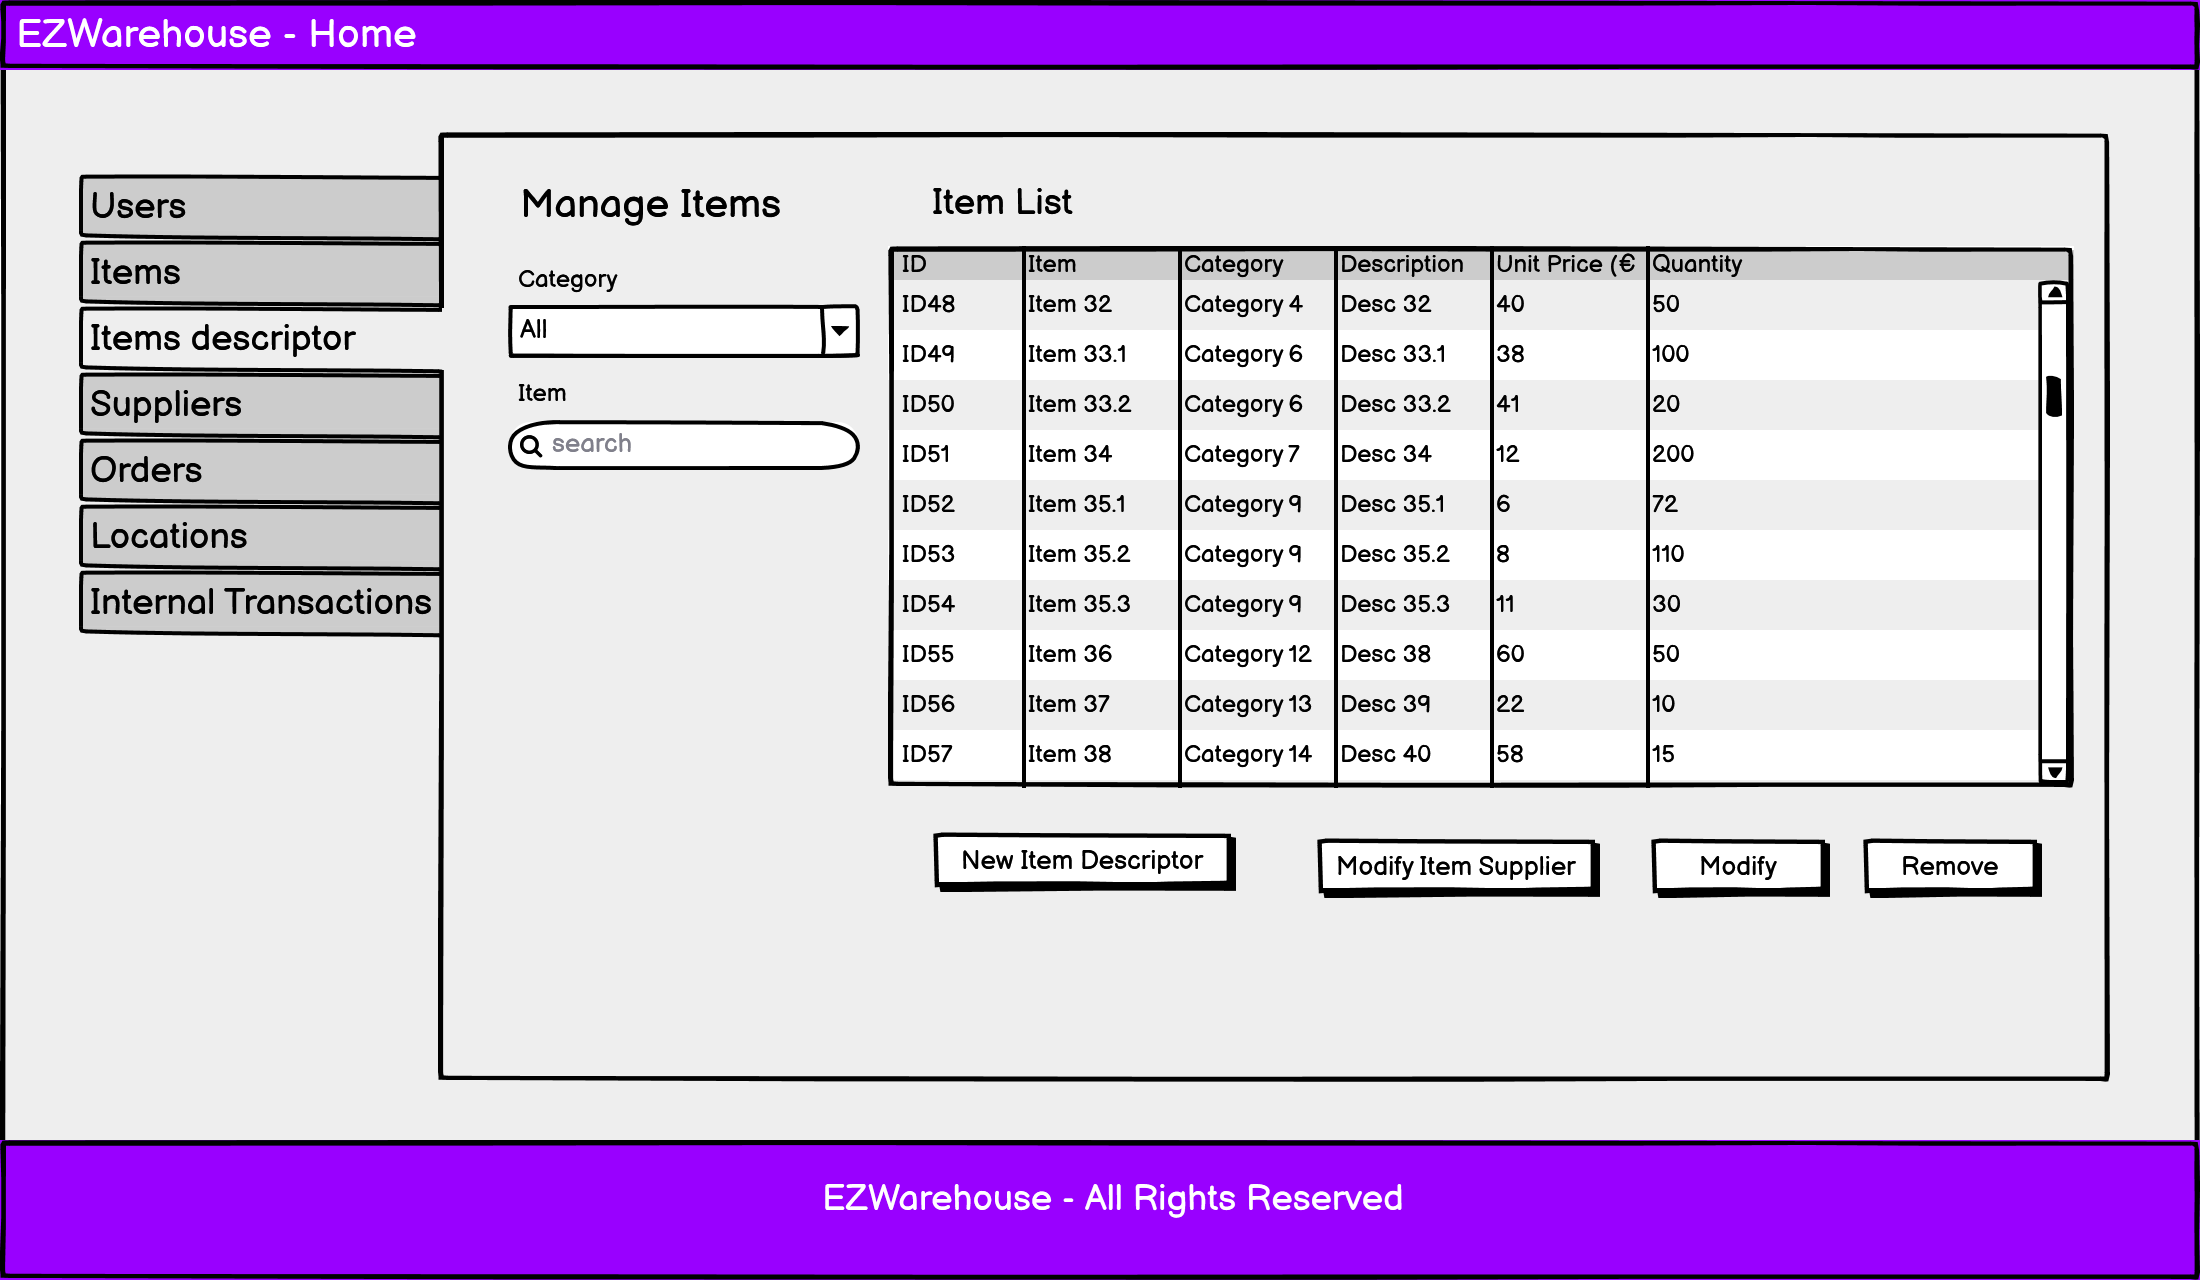 EZWarehouse - Home
Users
Items
Items descriptor
Suppliers
Orders
Locations
Internal Transactions
Manage Items
Category
All
Item
search
Item List
ID Item Category Description Unit Price (€ Quantity
ID48 Item 32 Category 4 Desc 32 40 50
ID49 Item 33.1 Category 6 Desc 33.1 38 100
ID50 Item 33.2 Category 6 Desc 33.2 41 20
ID51 Item 34 Category 7 Desc 34 12 200
ID52 Item 35.1 Category 9 Desc 35.1 6 72
ID53 Item 35.2 Category 9 Desc 35.2 8 110
ID54 Item 35.3 Category 9 Desc 35.3 11 30
ID55 Item 36 Category 12 Desc 38 60 50
ID56 Item 37 Category 13 Desc 39 22 10
ID57 Item 38 Category 14 Desc 40 58 15
New Item Descriptor Modify Item Supplier Modify Remove
EZWarehouse - All Rights Reserved